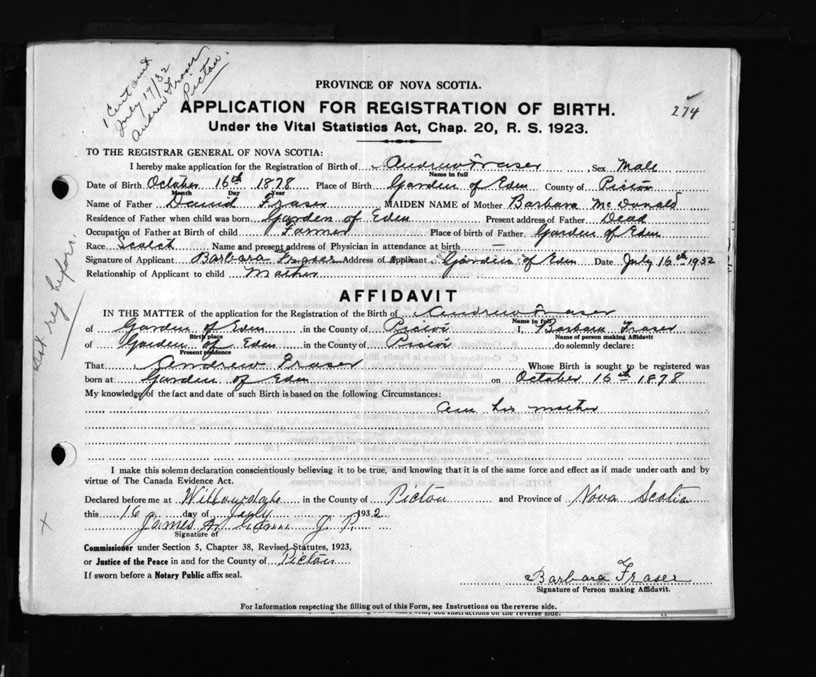 1 Cert sent
July 19/32
Andrew Fraser
Pictou.
274
PROVINCE OF NOVA SCOTIA.
APPLICATION FOR REGISTRATION OF BIRTH.
Under the Vital Statistics Act, Chap. 20, R. S. 1923.
TO THE REGISTRAR GENERAL OF NOVA SCOTIA:
I hereby make application for the Registration of Birth of Andrew Fraser Sex Male
Name in full
Date of Birth October 16th 1878 Place of Birth Garden of Eden County of Pictou
Month Day Year
Name of Father David Fraser MAIDEN NAME of Mother Barbara McDonald
Residence of Father when child was born Garden of Eden Present address of Father Dead
Occupation of Father at Birth of child Farmer Place of birth of Father Garden of Eden
Race Scotch Name and present address of Physician in attendance at birth —
Signature of Applicant Barbara Fraser Address of Applicant Garden of Eden Date July 16th 1932
Relationship of Applicant to child Mother
Not reg before.
AFFIDAVIT
IN THE MATTER of the application for the Registration of the Birth of Andrew Fraser
Name in full
of Garden of Eden in the County of Pictou I, Barbara Fraser
Birth place Name of person making Affidavit
of Garden of Eden in the County of Pictou do solemnly declare:
Present residence
That Andrew Fraser Whose Birth is sought to be registered was
born at Garden of Eden on October 16th 1878
My knowledge of the fact and date of such Birth is based on the following Circumstances:
Am his mother
I make this solemn declaration conscientiously believing it to be true, and knowing that it is of the same force and effect as if made under oath and by
virtue of The Canada Evidence Act.
Declared before me at Willowdale in the County of Pictou and Province of Nova Scotia
this 16 day of July 1932
James J. P.
Signature of
Commissioner under Section 5, Chapter 38, Revised Statutes, 1923,
or Justice of the Peace in and for the County of Pictou
If sworn before a Notary Public affix seal.
Barbara Fraser
Signature of Person making Affidavit.
For Information respecting the filling out of this Form, see Instructions on the reverse side.